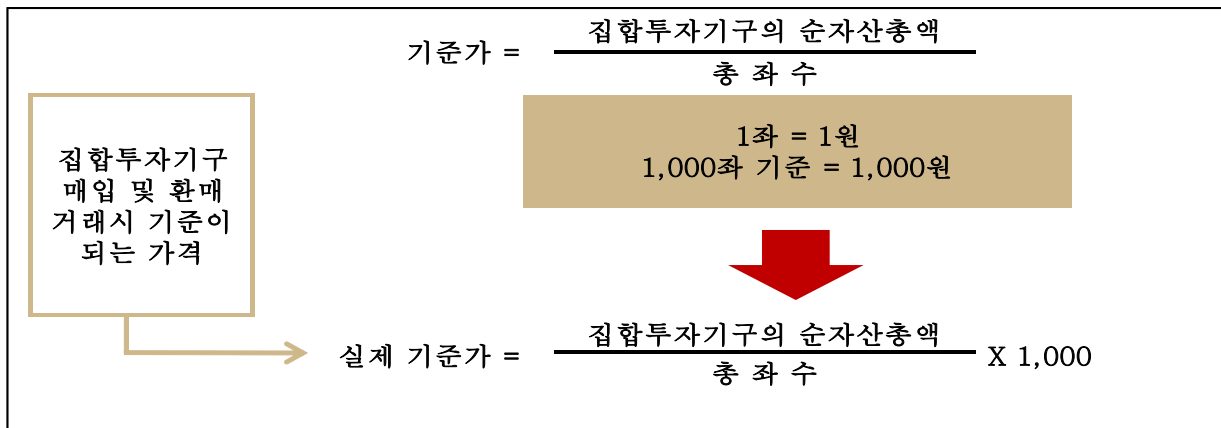 기준가 = 집합투자기구의 순자산총액
총 좌 수
1좌 = 1원
1,000좌 기준 = 1,000원
집합투자기구
매입 및 환매
거래시 기준이
되는 가격
실제 기준가 = 집합투자기구의 순자산총액
총 좌 수
X 1,000